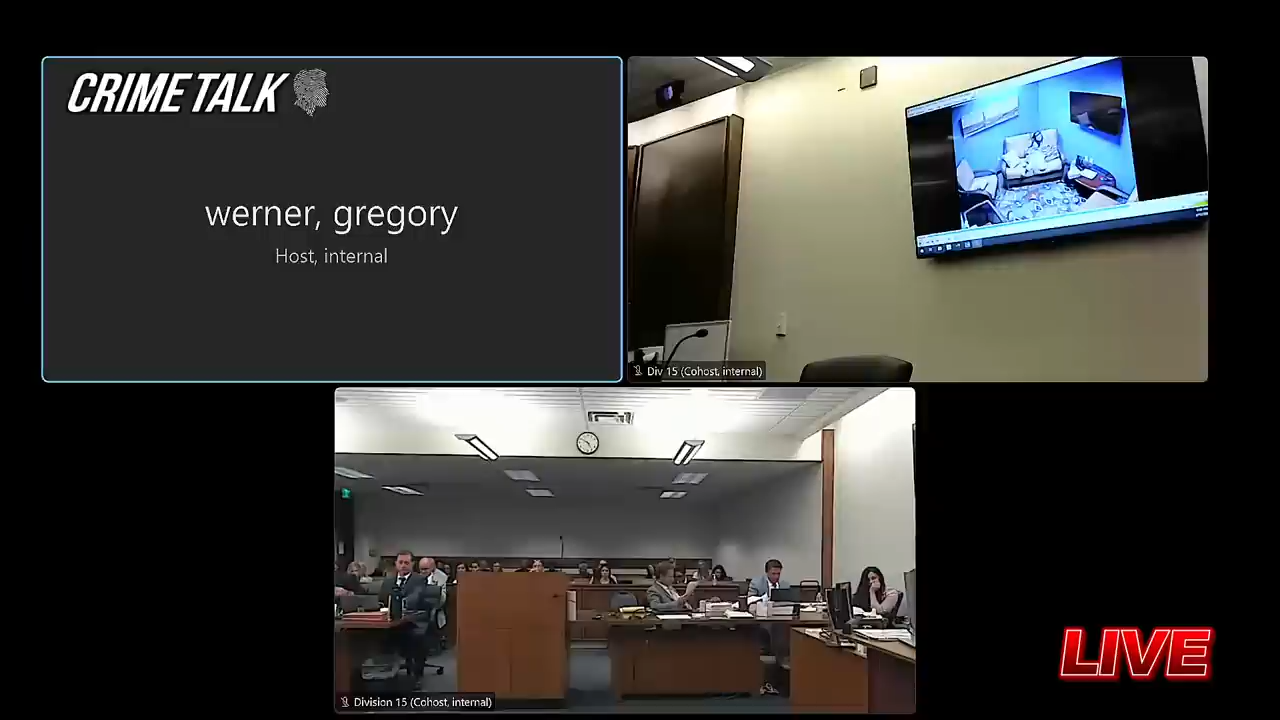 CRIME TALK
werner, gregory
Host, internal
Div 15 (Cohost, internal)
Division 15 (Cohost, internal)
LIVE